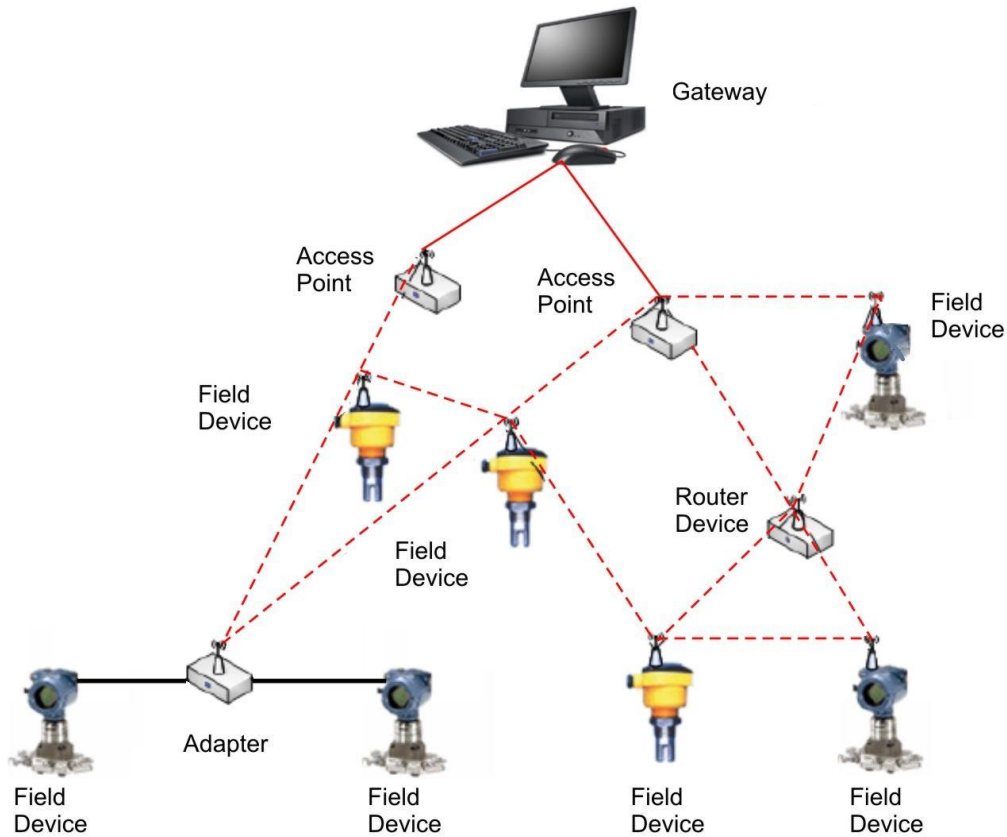 Gateway
Access
Point
Access
Point
Field
Device
Field
Device
Router
Device
Field
Device
Adapter
Field
Device
Field
Device
Field
Device
Field
Device